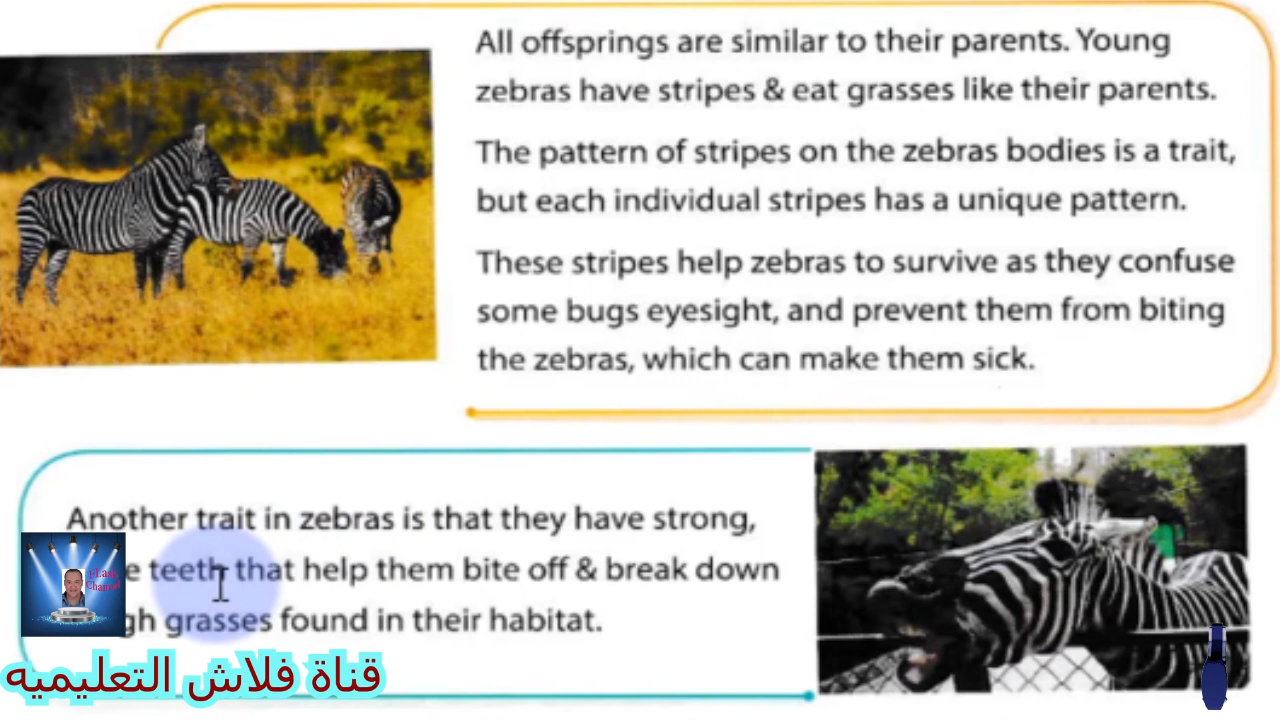 All offsprings are similar to their parents. Young
zebras have stripes & eat grasses like their parents.
The pattern of stripes on the zebras bodies is a trait,
but each individual stripes has a unique pattern.
These stripes help zebras to survive as they confuse
some bugs eyesight, and prevent them from biting
the zebras, which can make them sick.
Another trait in zebras is that they have strong,
teeth that help them bite off & break down
grasses found in their habitat.
fLash
Channel
قناة فلاش التعليميه